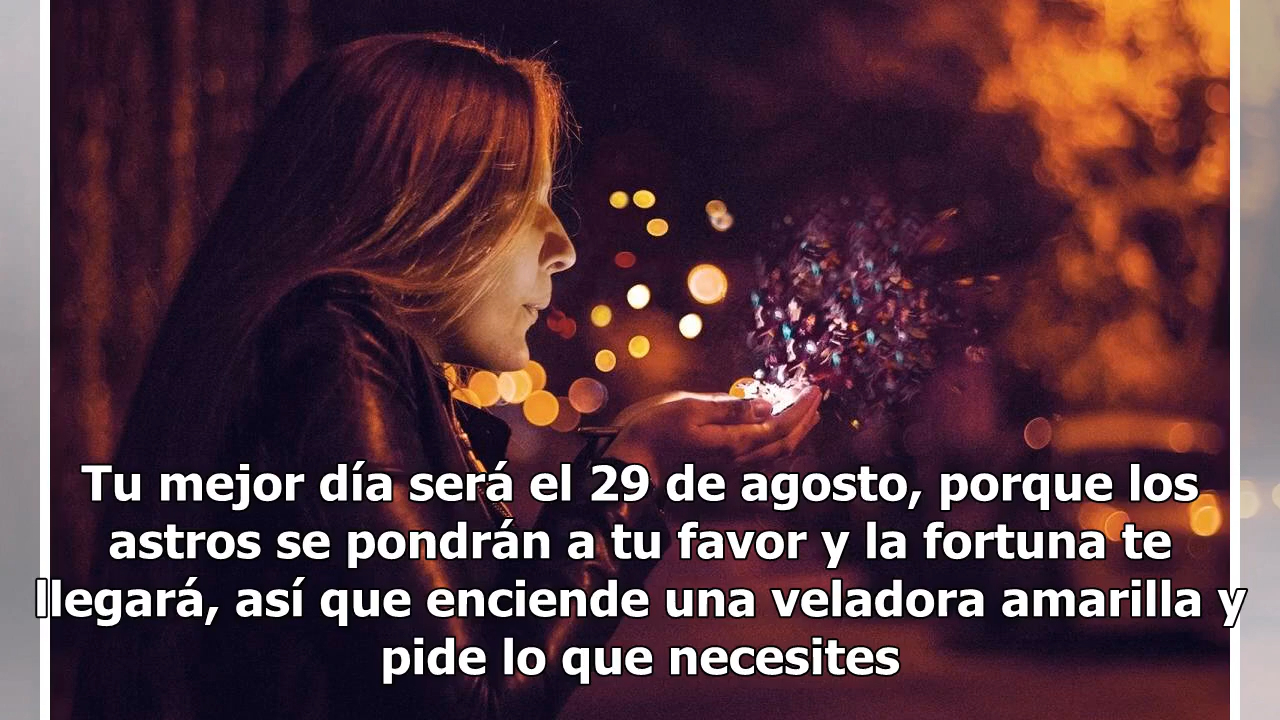 Tu mejor día será el 29 de agosto, porque los
astros se pondrán a tu favor y la fortuna te
llegará, así que enciende una veladora amarilla y
pide lo que necesites